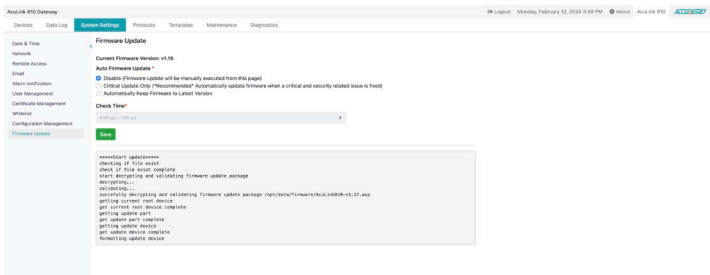 AcuLink 810 Gateway
Logout Monday, February 12, 2024 2:49 PM About AcuLink 810 ACCUENERGY
Devices Data Log System Settings Protocols Templates Maintenance Diagnostics
Date & Time
Network
Remote Access
Email
Alarm notification
User Management
Certificate Management
Whitelist
Configuration Management
Firmware Update
Firmware Update
Current Firmware Version: v1.16
Auto Firmware Update *
Disable (Firmware update will be manually executed from this page)
Critical Update Only (*Recommended* Automatically update firmware when a critical and security related issue is fixed)
Automatically Keep Firmware to Latest Version
Check Time*
Save
*****Start update*****
checking if file exist
check if file exist complete
start decrypting and validating firmware update package
decrypting...
validating...
succefully decrypting and validating firmware update package /opt/data/firmware/AcuLink810-v1.17.aup
getting current root device
get current root device complete
getting update part
get update part complete
getting update device
get update device complete
formatting update device